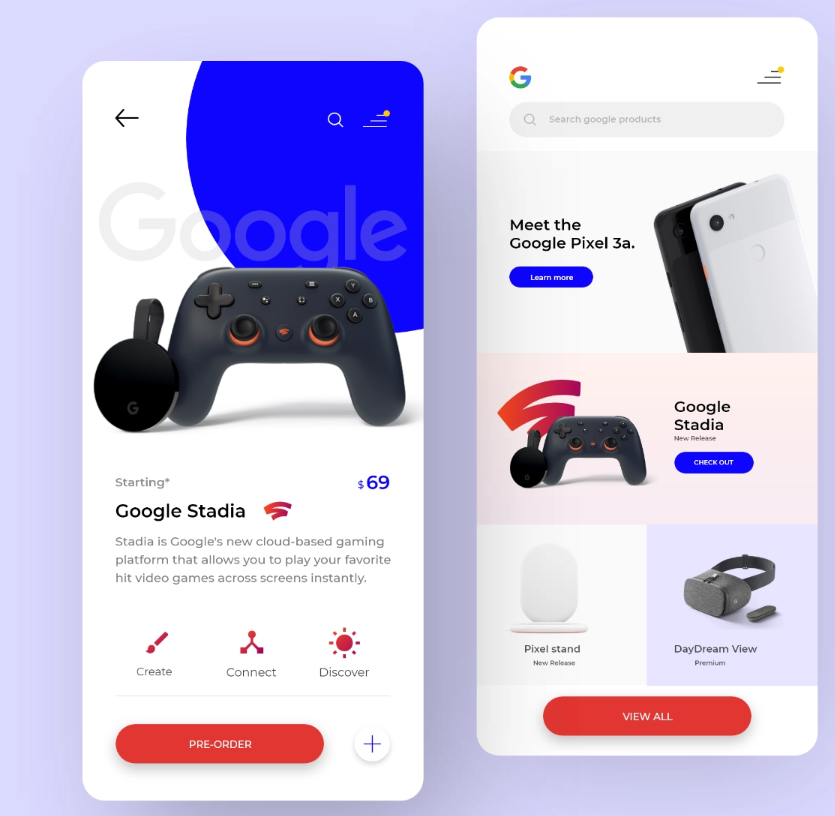 Google
Y
X
B
A
G
Starting*
$69
Google Stadia
Stadia is Google's new cloud-based gaming
platform that allows you to play your favorite
hit video games across screens instantly.
Create
Connect
Discover
PRE-ORDER
G
Search google products
Meet the
Google Pixel 3a.
Learn more
Google
Stadia
New Release
CHECK OUT
Pixel stand
New Release
DayDream View
Premium
VIEW ALL